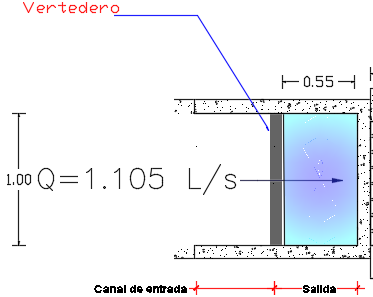 Vertedero
0.55
1.00
Q=1.105 L/s
Canal de entrada
Salida